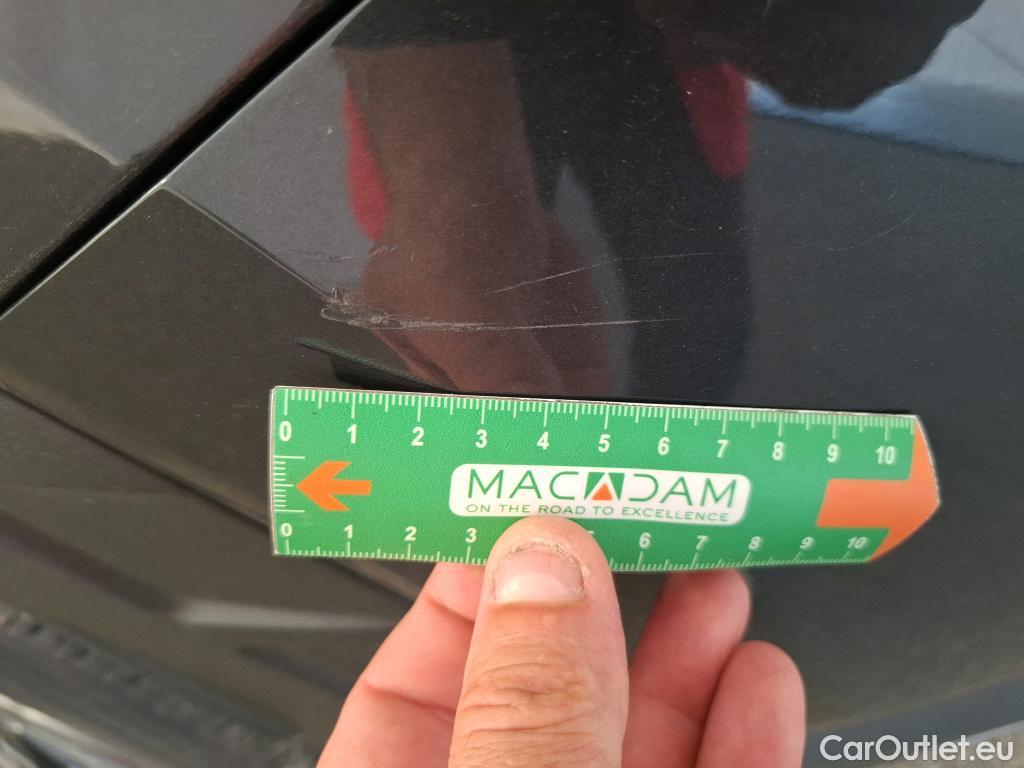 0 1 2 3 4 5 6 7 8 9 10
MACADAM
ON THE ROAD TO EXCELLENCE
0 1 2 3 5 6 7 8 9 10
CarOutlet.eu